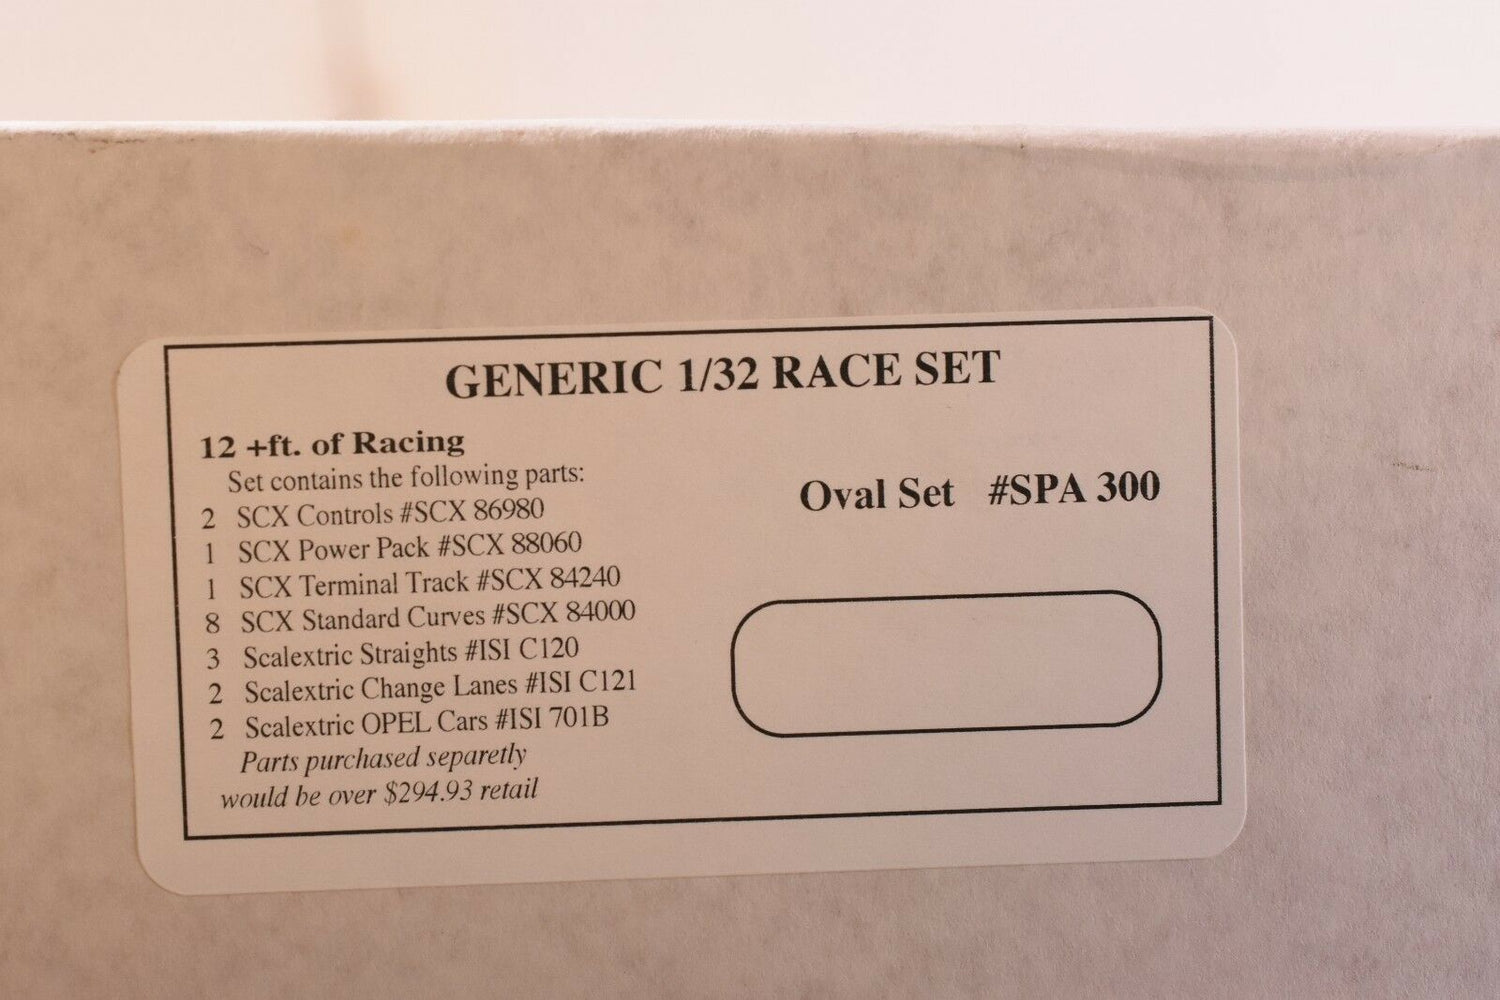 GENERIC 1/32 RACE SET
12 +ft. of Racing
Set contains the following parts:
2 SCX Controls #SCX 86980
1 SCX Power Pack #SCX 88060
1 SCX Terminal Track #SCX 84240
8 SCX Standard Curves #SCX 84000
3 Scalextric Straights #ISI C120
2 Scalextric Change Lanes #ISI C121
2 Scalextric OPEL Cars #ISI 701B
Parts purchased separetly
would be over $294.93 retail
Oval Set #SPA 300